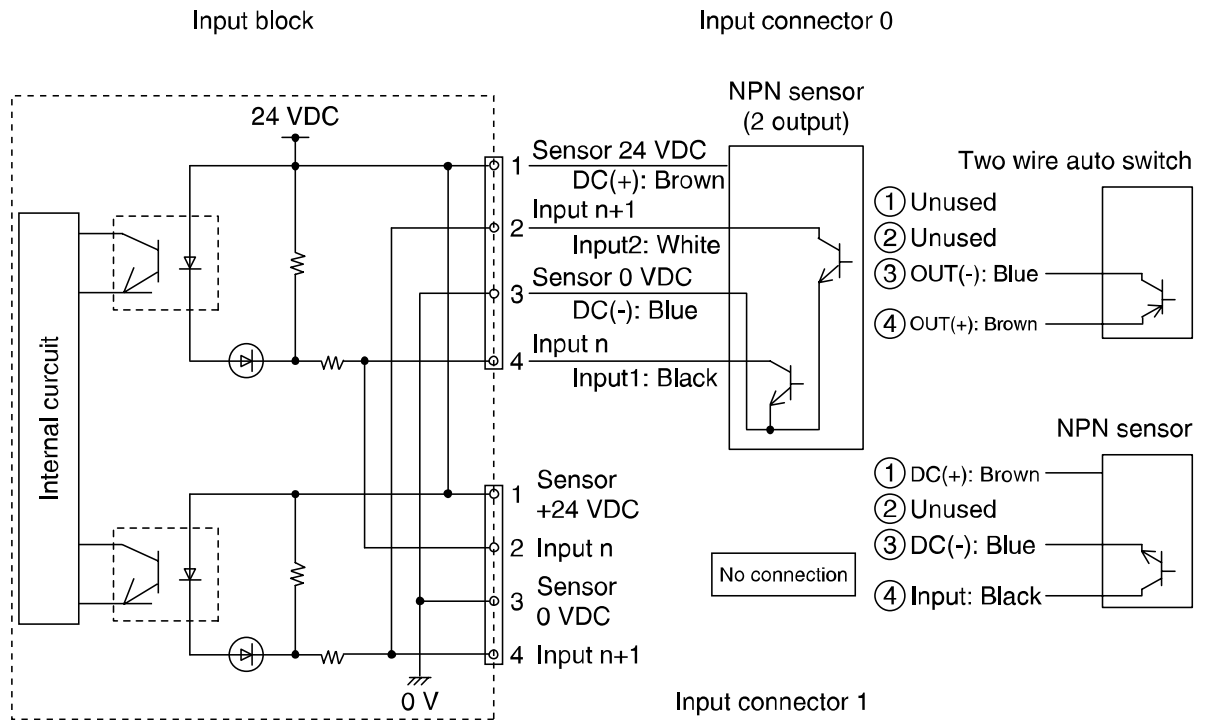 Input block
Input connector 0
24 VDC
Internal curcuit
1 Sensor 24 VDC
DC(+): Brown
Input n+1
2
Input2: White
Sensor 0 VDC
3
DC(-): Blue
Input n
4
Input1: Black
NPN sensor
(2 output)
Two wire auto switch
1 Unused
2 Unused
3 OUT(-): Blue
4 OUT(+): Brown
1 Sensor
+24 VDC
2 Input n
3 Sensor
0 VDC
4 Input n+1
0 V
No connection
NPN sensor
1 DC(+): Brown
2 Unused
3 DC(-): Blue
4 Input: Black
Input connector 1